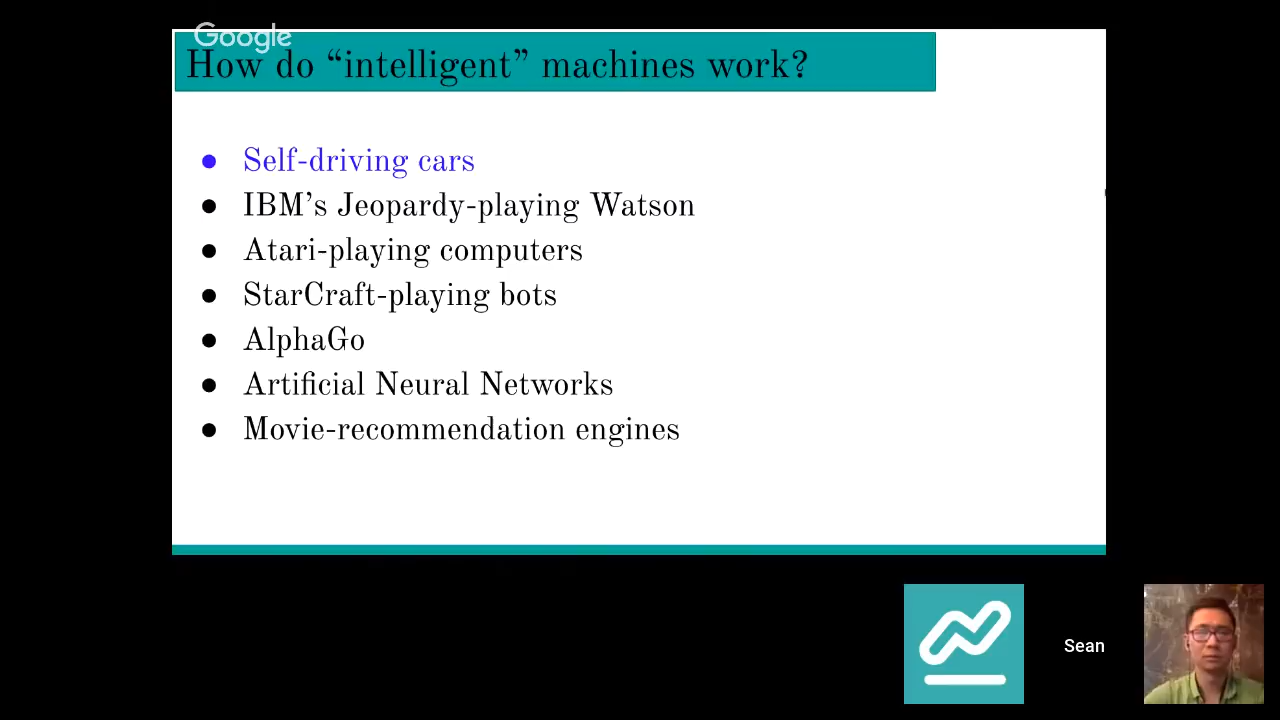 Google
How do “intelligent” machines work?
● Self-driving cars
● IBM’s Jeopardy-playing Watson
● Atari-playing computers
● StarCraft-playing bots
● AlphaGo
● Artificial Neural Networks
● Movie-recommendation engines
Sean